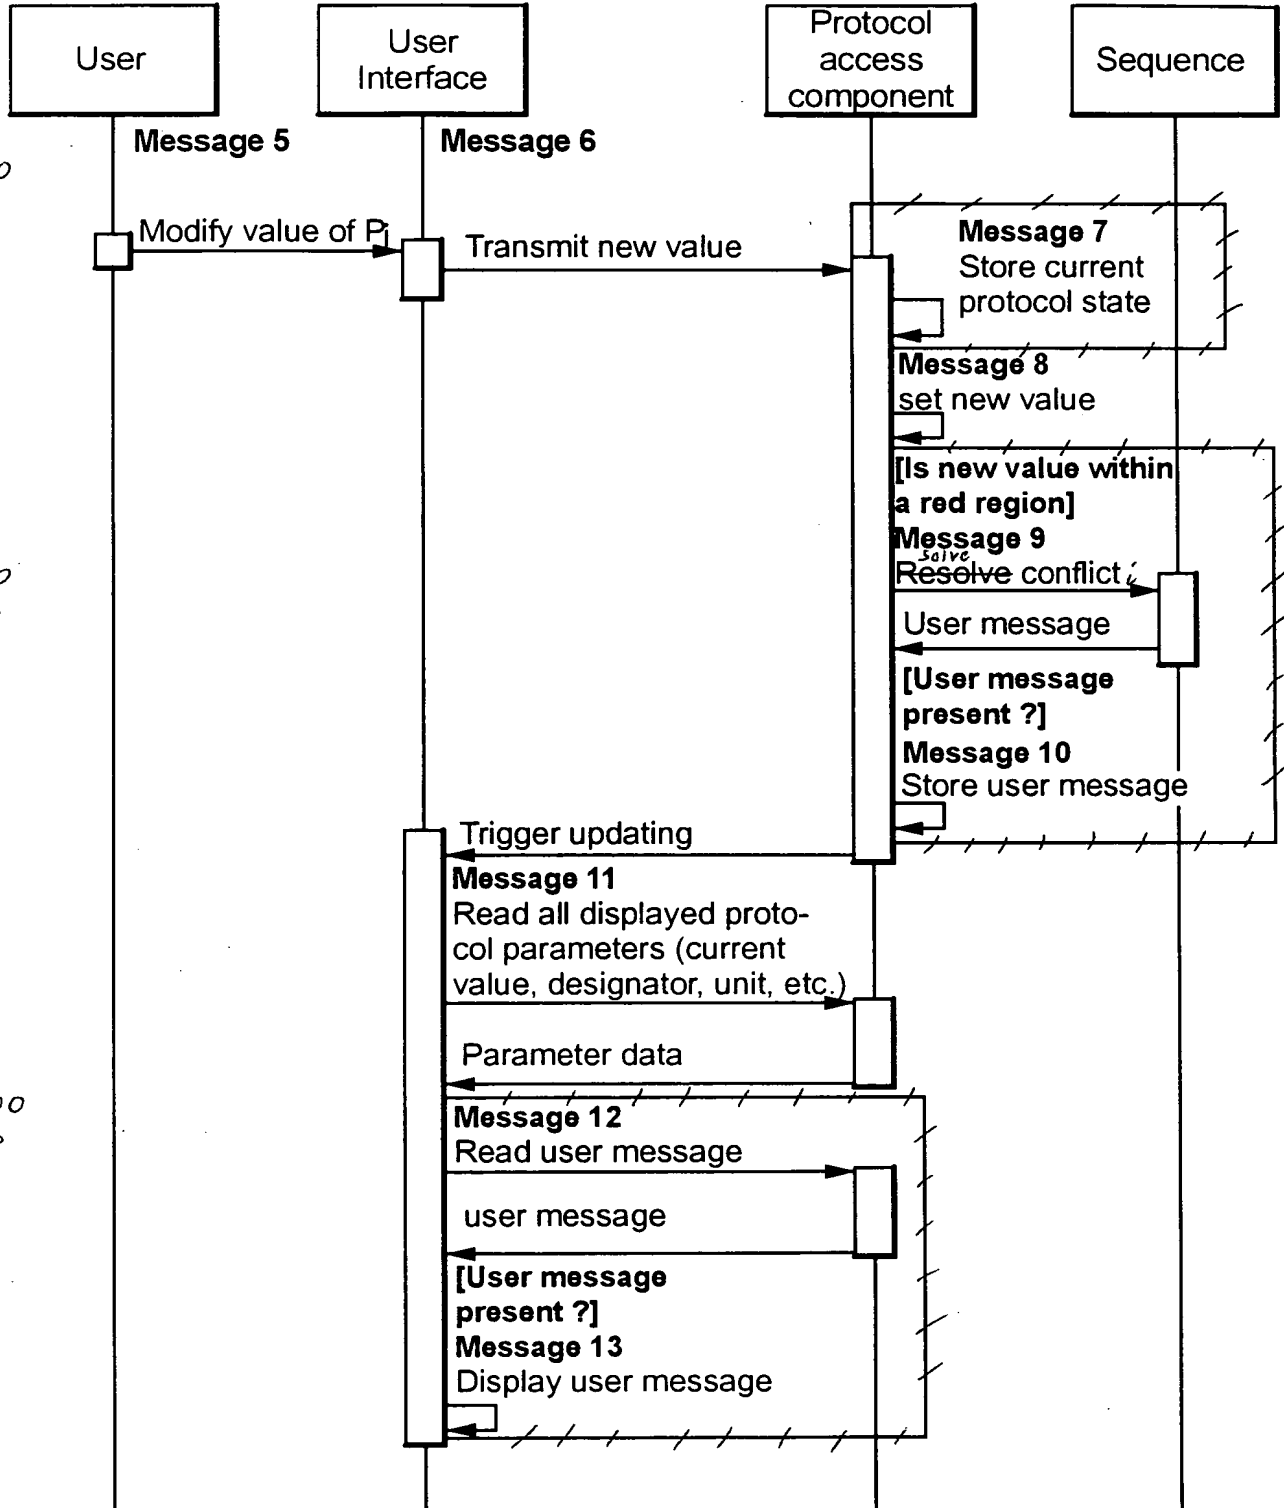 User
User
Interface
Protocol
access
component
Sequence
Message 5
Message 6
Modify value of Pi
Transmit new value
Message 7
Store current
protocol state
Message 8
set new value
[Is new value within
a red region]
Message 9
solve
Resolve conflict i
User message
[User message
present ?]
Message 10
Store user message
Trigger updating
Message 11
Read all displayed proto-
col parameters (current
value, designator, unit, etc.)
Parameter data
Message 12
Read user message
user message
[User message
present ?]
Message 13
Display user message